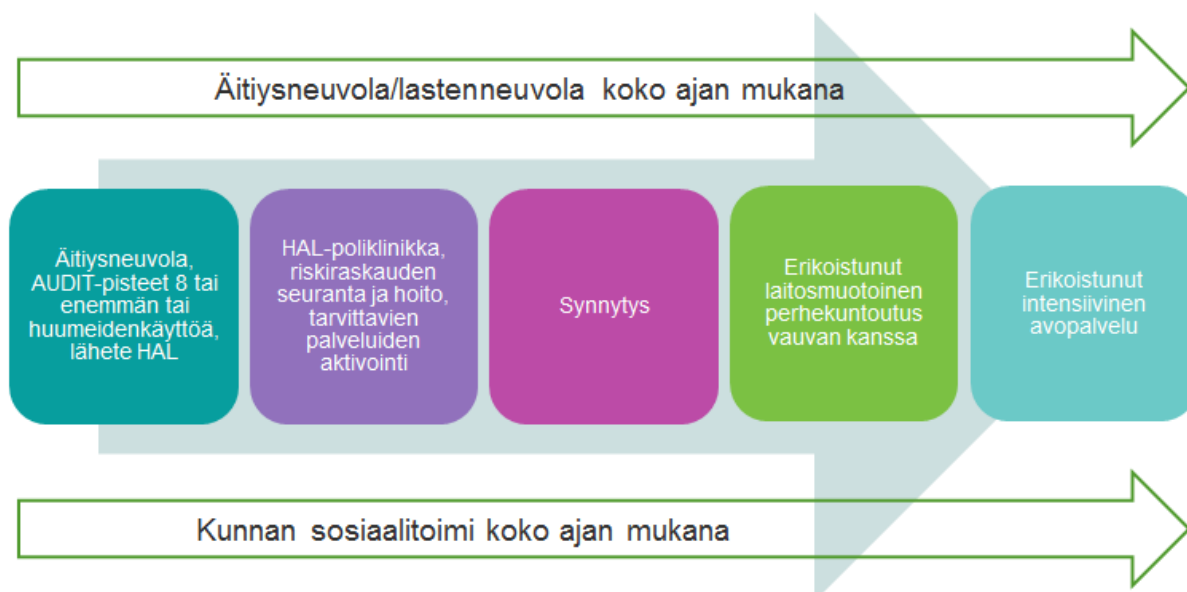 Äitiysneuvola/lastenneuvola koko ajan mukana
Äitiysneuvola,
AUDIT-pisteet 8 tai
enemmän tai
huumeidenkäyttöä,
lähete HAL
HAL-poliklinikka,
riskiraskauden
seuranta ja hoito,
tarvittavien
palveluiden
aktivointi
Synnytys
Erikoistunut
laitosmuotoinen
perhekuntoutus
vauvan kanssa
Erikoistunut
intensiivinen
avopalvelu
Kunnan sosiaalitoimi koko ajan mukana